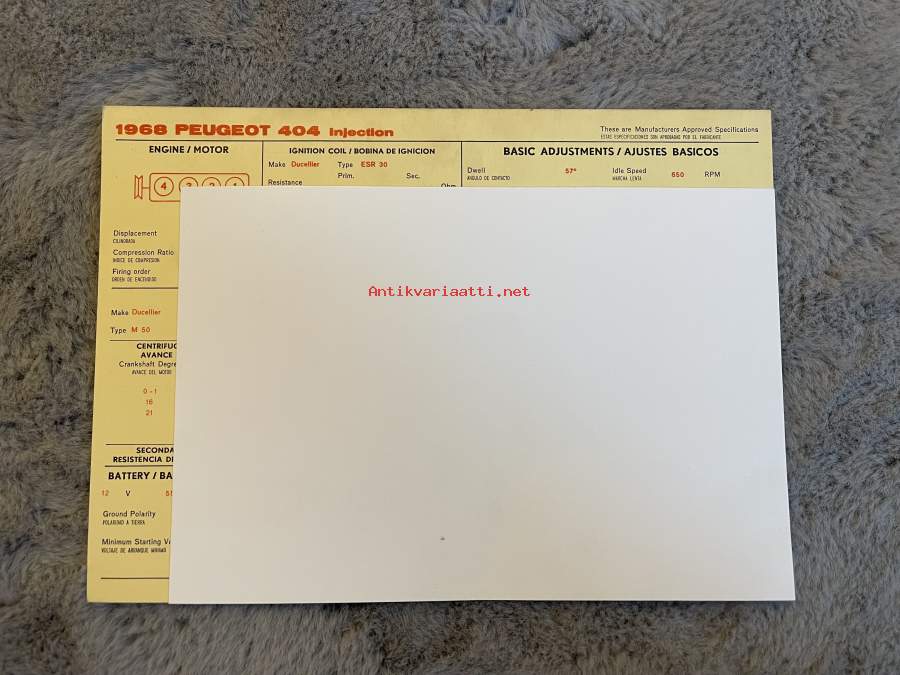 1968 PEUGEOT 404 Injection
These are Manufacturers Approved Specifications
ESTAS ESPECIFICACIONES SON APROBADAS POR EL FABRICANTE
ENGINE / MOTOR
IGNITION COIL / BOBINA DE IGNICION
BASIC ADJUSTMENTS / AJUSTES BASICOS
Make Ducellier Type ESR 30
Prim. Sec.
Resistance Ohm
Dwell 57° Idle Speed 650 RPM
ANGULO DE CONTACTO MARCHA LENTA
4 3 2 1
Displacement
CILINDRADA
Compression Ratio
INDICE DE COMPRESION
Firing order
ORDEN DE ENCENDIDO
Antikvariaatti.net
Make Ducellier
Type M 50
CENTRIFUG
AVANCE
Crankshaft Degre
AVANCE DEL MOTOR
0-1
16
21
SECONDA
RESISTENCIA DE
BATTERY / BA
12 V
Ground Polarity
POLARIDAD A TIERRA
Minimum Starting V
VOLTAJE DE ARRANQUE MINIMO